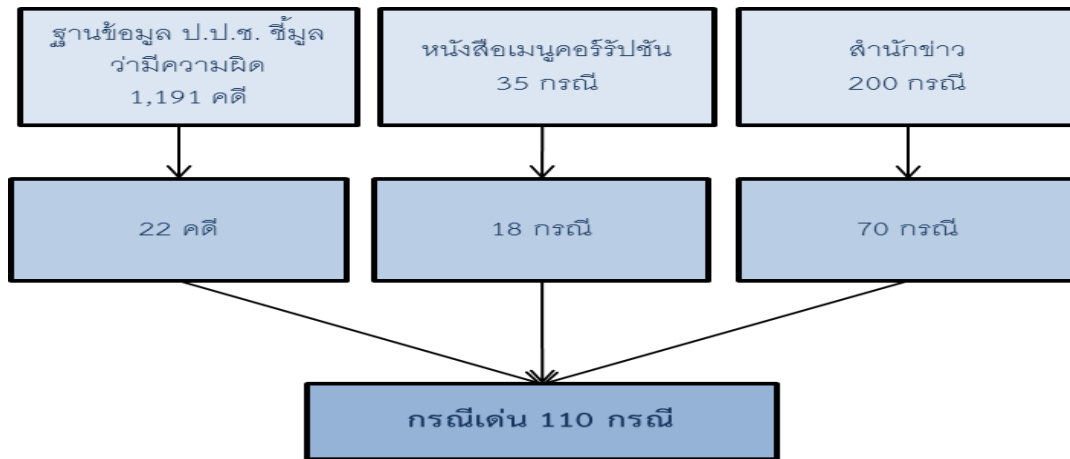 ฐานข้อมูล ป.ป.ช. ชี้มูล
ว่ามีความผิด
1,191 คดี
หนังสือเมนูคอร์รัปชัน
35 กรณี
สำนักข่าว
200 กรณี
22 คดี
18 กรณี
70 กรณี
กรณีเด่น 110 กรณี